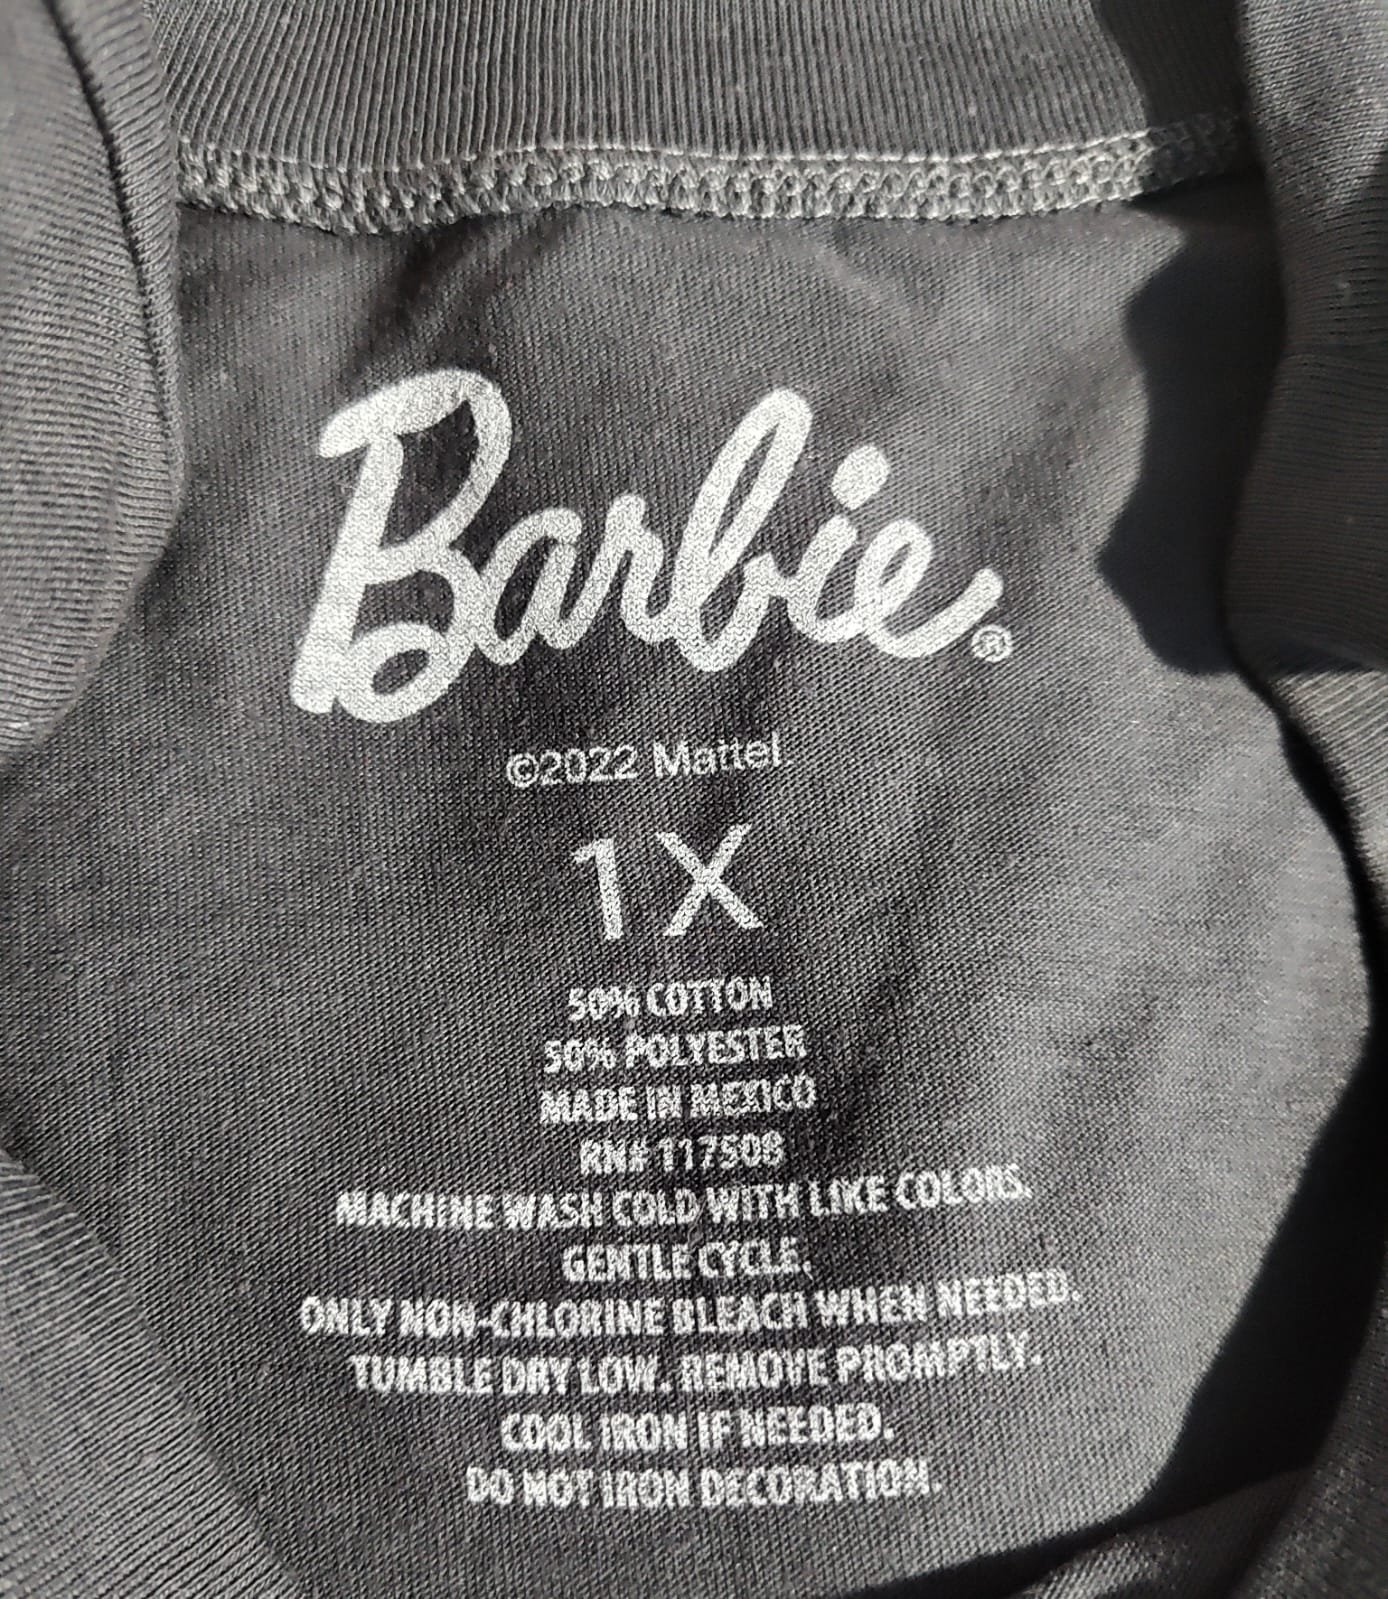 Barbie®
©2022 Mattel.
1X
50% COTTON
50% POLYESTER
MADE IN MEXICO
RN# 117508
MACHINE WASH COLD WITH LIKE COLORS.
GENTLE CYCLE.
ONLY NON-CHLORINE BLEACH WHEN NEEDED.
TUMBLE DRY LOW. REMOVE PROMPTLY.
COOL IRON IF NEEDED.
DO NOT IRON DECORATION.